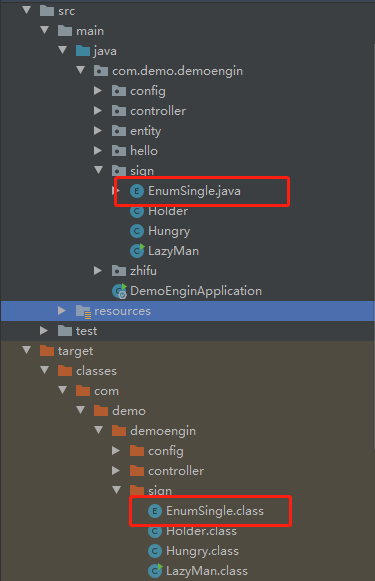 src
main
java
com.demo.demoengin
config
controller
entity
hello
sign
EnumSingle.java
Holder
Hungry
LazyMan
zhifu
DemoEnginApplication
resources
test
target
classes
com
demo
demoengin
config
controller
sign
EnumSingle.class
Holder.class
Hungry.class
LazyMan.class